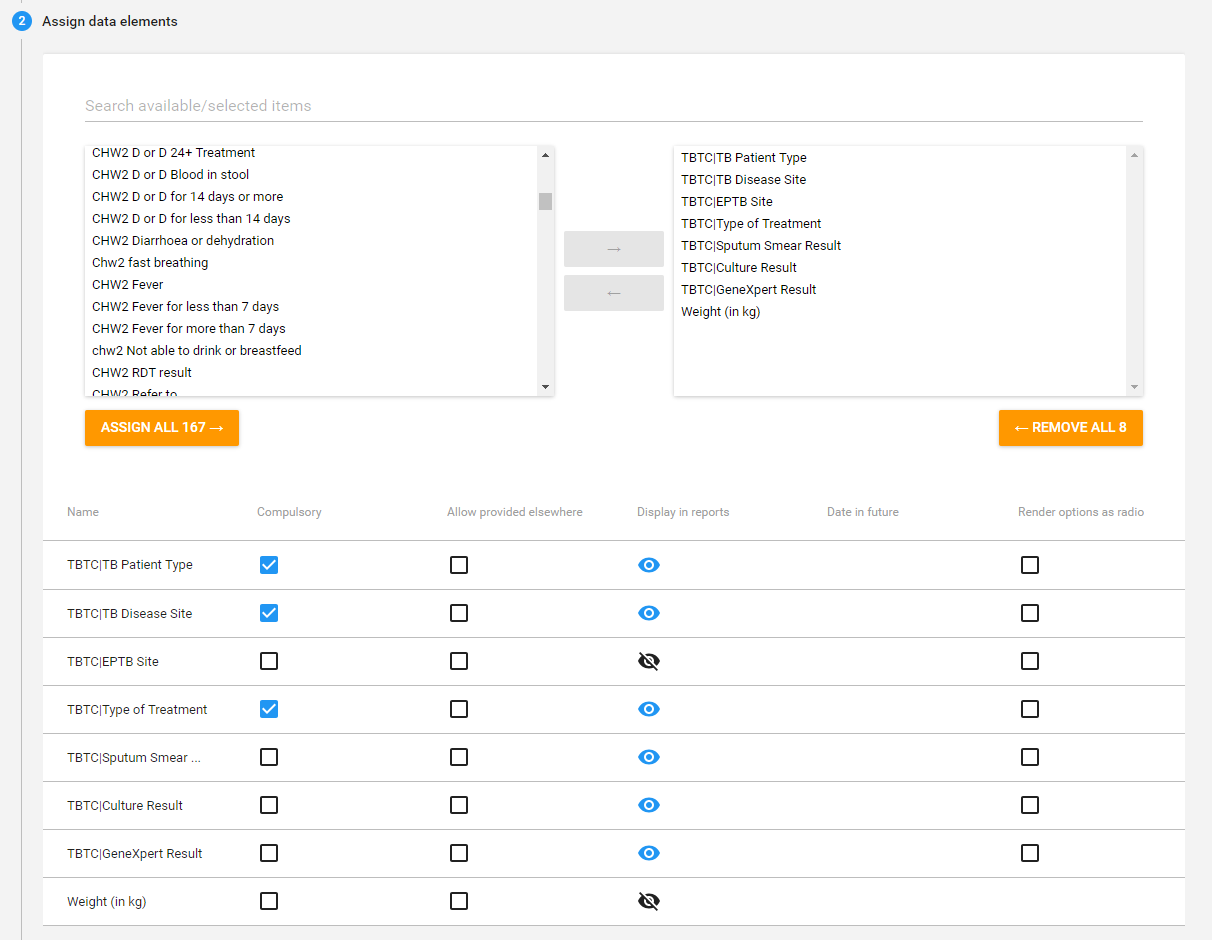 2 Assign data elements
Search available/selected items
CHW2 D or D 24+ Treatment
CHW2 D or D Blood in stool
CHW2 D or D for 14 days or more
CHW2 D or D for less than 14 days
CHW2 Diarrhoea or dehydration
Chw2 fast breathing
CHW2 Fever
CHW2 Fever for less than 7 days
CHW2 Fever for more than 7 days
chw2 Not able to drink or breastfeed
CHW2 RDT result
CHW2 Refer to
→
←
TBTC|TB Patient Type
TBTC|TB Disease Site
TBTC|EPTB Site
TBTC|Type of Treatment
TBTC|Sputum Smear Result
TBTC|Culture Result
TBTC|GeneXpert Result
Weight (in kg)
ASSIGN ALL 167 →
← REMOVE ALL 8
Name Compulsory Allow provided elsewhere Display in reports Date in future Render options as radio
TBTC|TB Patient Type
TBTC|TB Disease Site
TBTC|EPTB Site
TBTC|Type of Treatment
TBTC|Sputum Smear ...
TBTC|Culture Result
TBTC|GeneXpert Result
Weight (in kg)